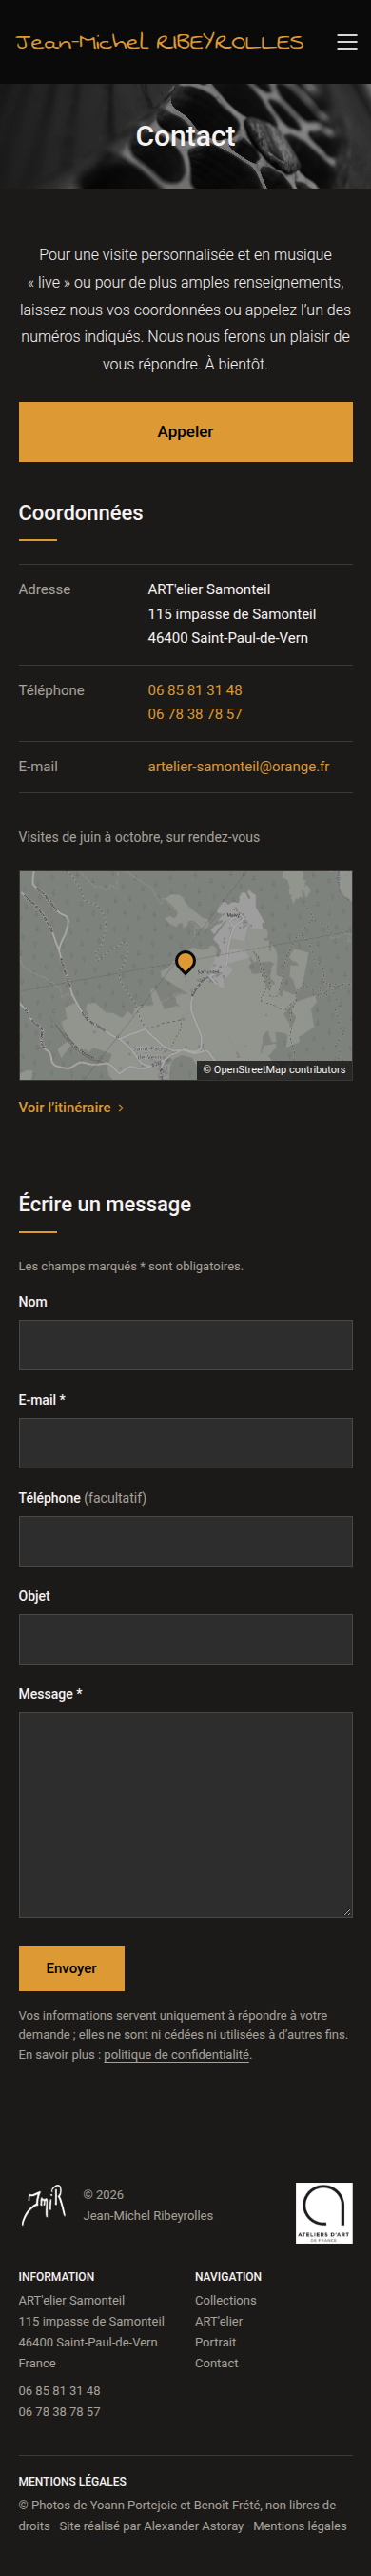 Jean-Michel RIBEYROLLES
Contact
Pour une visite personnalisée et en musique
« live » ou pour de plus amples renseignements,
laissez-nous vos coordonnées ou appelez l’un des
numéros indiqués. Nous nous ferons un plaisir de
vous répondre. À bientôt.
Appeler
Coordonnées
Adresse
ART'elier Samonteil
115 impasse de Samonteil
46400 Saint-Paul-de-Vern
Téléphone
06 85 81 31 48
06 78 38 78 57
E-mail
artelier-samonteil@orange.fr
Visites de juin à octobre, sur rendez-vous
© OpenStreetMap contributors
Voir l’itinéraire →
Écrire un message
Les champs marqués * sont obligatoires.
Nom
E-mail *
Téléphone (facultatif)
Objet
Message *
Envoyer
Vos informations servent uniquement à répondre à votre
demande ; elles ne sont ni cédées ni utilisées à d’autres fins.
En savoir plus : politique de confidentialité.
JmiR
© 2026
Jean-Michel Ribeyrolles
ATELIERS D'ART
DE FRANCE
INFORMATION
ART'elier Samonteil
115 impasse de Samonteil
46400 Saint-Paul-de-Vern
France
06 85 81 31 48
06 78 38 78 57
NAVIGATION
Collections
ART'elier
Portrait
Contact
MENTIONS LÉGALES
© Photos de Yoann Portejoie et Benoît Frété, non libres de
droits Site réalisé par Alexander Astoray Mentions légales